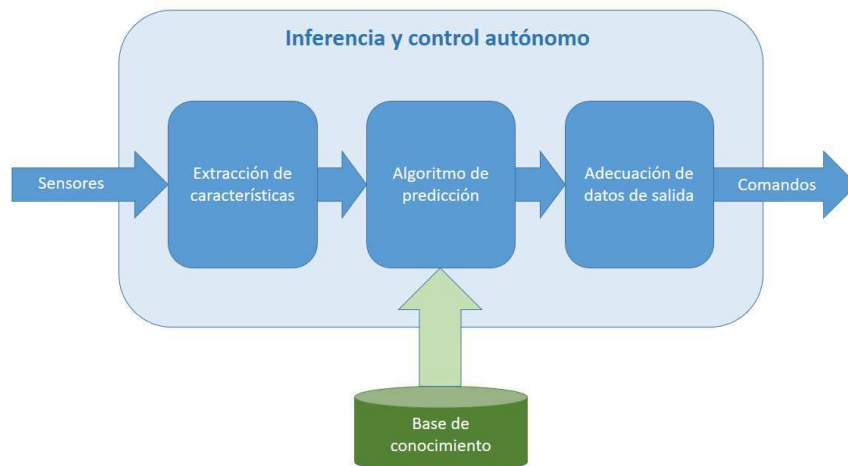 Inferencia y control autónomo
Sensores
Extracción de
características
Algoritmo de
predicción
Adecuación de
datos de salida
Comandos
Base de
conocimiento